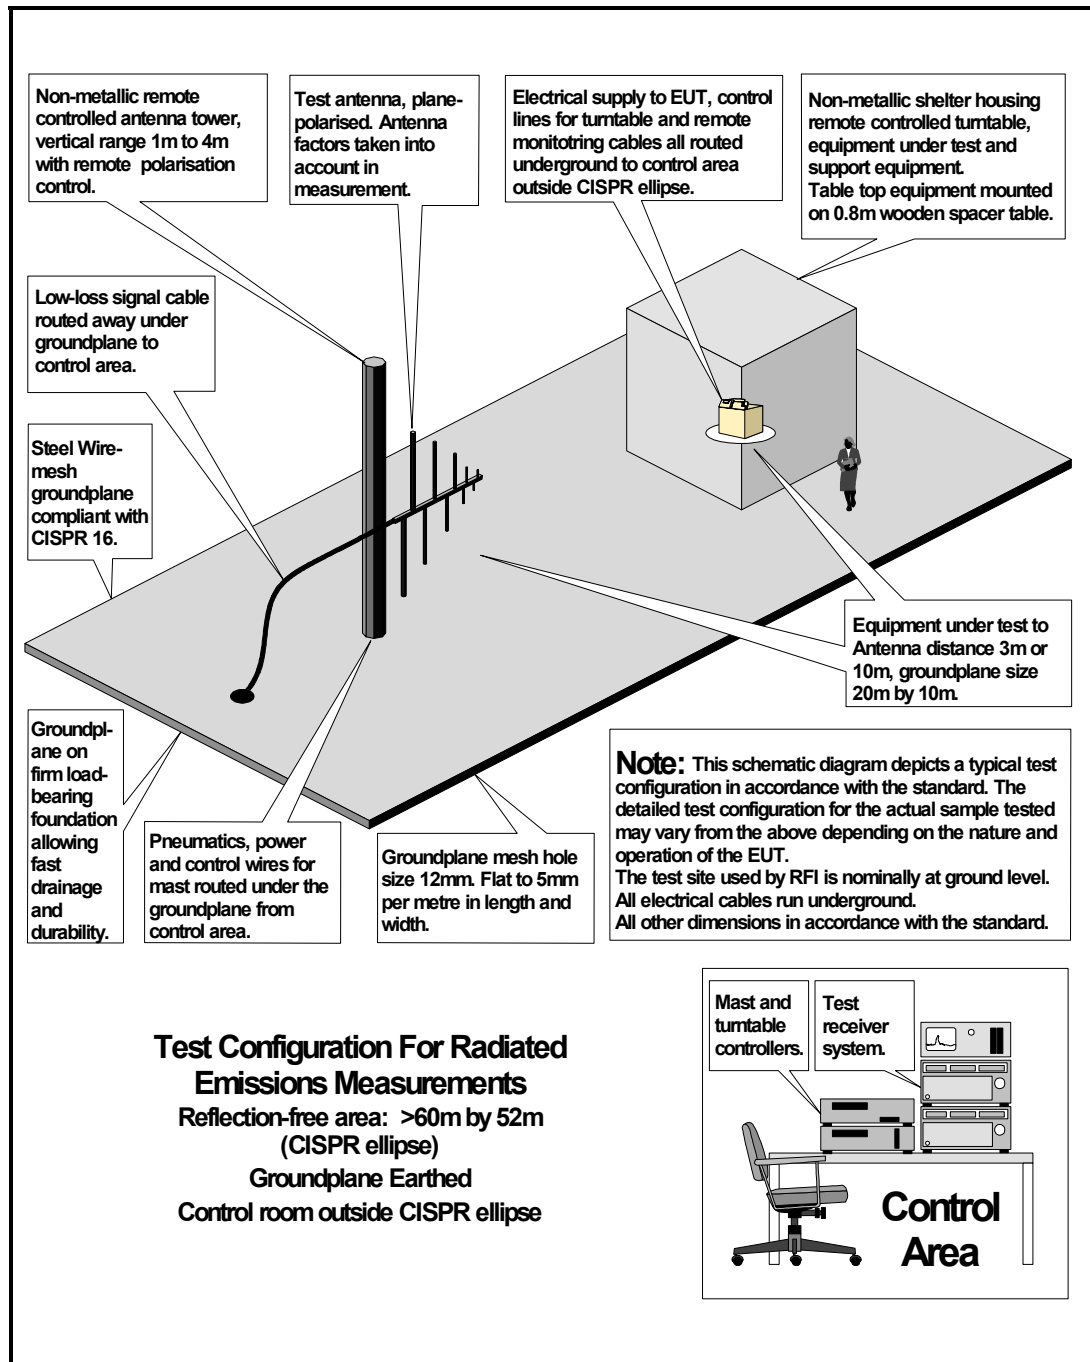 Non-metallic remote
controlled antenna tower,
vertical range 1m to 4m
with remote polarisation
control.
Test antenna, plane-
polarised. Antenna
factors taken into
account in
measurement.
Electrical supply to EUT, control
lines for turntable and remote
monitotring cables all routed
underground to control area
outside CISPR ellipse.
Non-metallic shelter housing
remote controlled turntable,
equipment under test and
support equipment.
Table top equipment mounted
on 0.8m wooden spacer table.
Low-loss signal cable
routed away under
groundplane to
control area.
Steel Wire-
mesh
groundplane
compliant with
CISPR 16.
Equipment under test to
Antenna distance 3m or
10m, groundplane size
20m by 10m.
Groundpl-
ane on
firm load-
bearing
foundation
allowing
fast
drainage
and
durability.
Pneumatics, power
and control wires for
mast routed under the
groundplane from
control area.
Groundplane mesh hole
size 12mm. Flat to 5mm
per metre in length and
width.
Note: This schematic diagram depicts a typical test
configuration in accordance with the standard. The
detailed test configuration for the actual sample tested
may vary from the above depending on the nature and
operation of the EUT.
The test site used by RFI is nominally at ground level.
All electrical cables run underground.
All other dimensions in accordance with the standard.
Test Configuration For Radiated
Emissions Measurements
Reflection-free area: >60m by 52m
(CISPR ellipse)
Groundplane Earthed
Control room outside CISPR ellipse
Mast and
turntable
controllers.
Test
receiver
system.
Control
Area